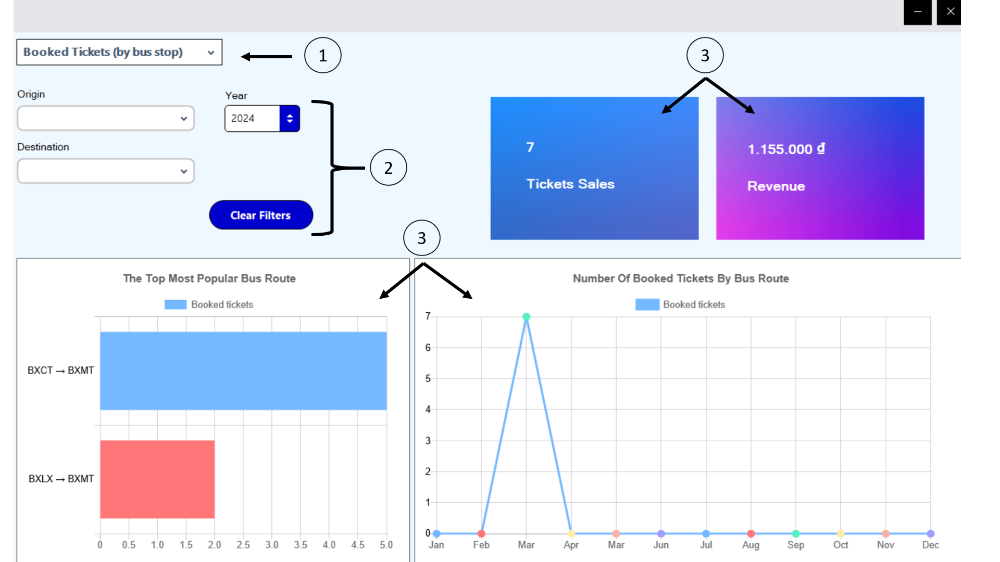 Booked Tickets (by bus stop)
1
3
Origin
Year
2024
Destination
2
Clear Filters
7
Tickets Sales
1.155.000 ₫
Revenue
3
The Top Most Popular Bus Route
Booked tickets
BXCT → BXMT
BXLX → BXMT
0 0.5 1.0 1.5 2.0 2.5 3.0 3.5 4.0 4.5 5.0
Number Of Booked Tickets By Bus Route
Booked tickets
7
6
5
4
3
2
1
0
Jan Feb Mar Apr Mar Jun Jul Aug Sep Oct Nov Dec